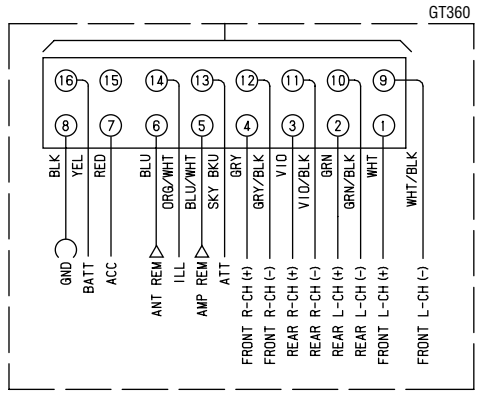 GT360
16 15 14 13 12 11 10 9
8 7 6 5 4 3 2 1
BLK
YEL
RED
BLU
ORG/WHT
BLU/WHT
SKY BKU
GRY
GRY/BLK
VIO
VIO/BLK
GRN
GRN/BLK
WHT
WHT/BLK
GND
BATT
ACC
ANT REM
ILL
AMP REM
ATT
FRONT R-CH (+)
FRONT R-CH (-)
REAR R-CH (+)
REAR R-CH (-)
REAR L-CH (+)
REAR L-CH (-)
FRONT L-CH (+)
FRONT L-CH (-)